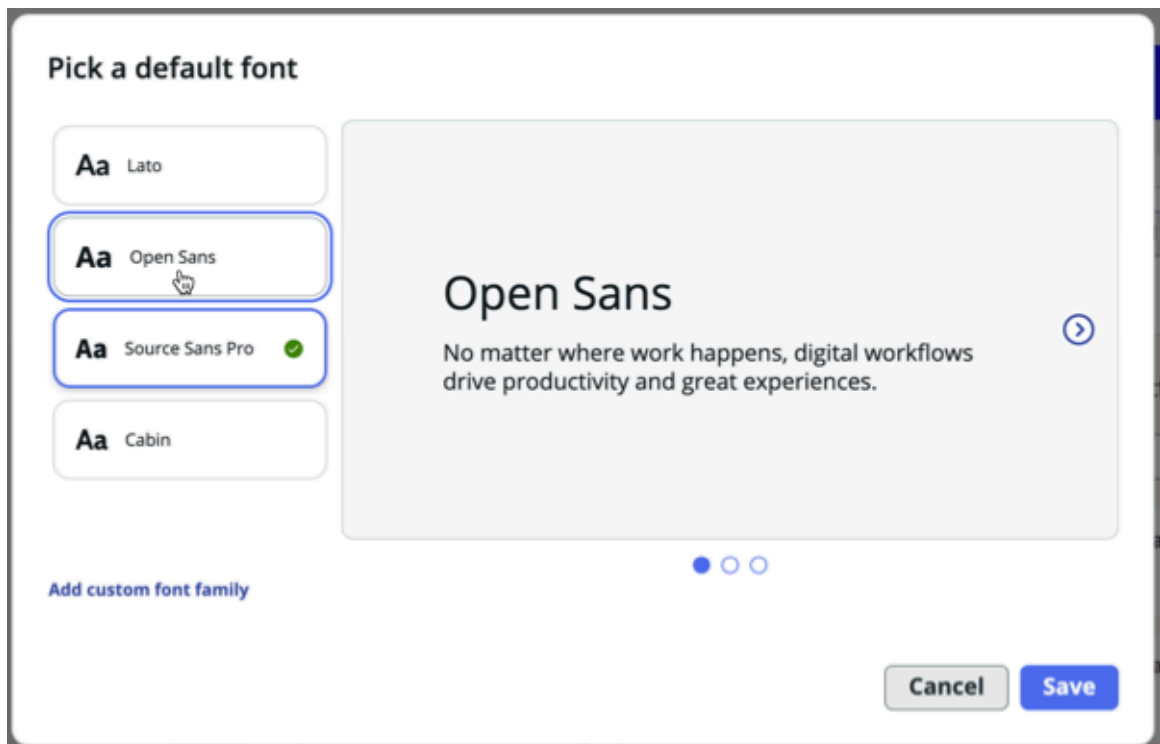 Pick a default font
Aa Lato
Aa Open Sans
Aa Source Sans Pro
Aa Cabin
Add custom font family
Open Sans
No matter where work happens, digital workflows
drive productivity and great experiences.
Cancel
Save